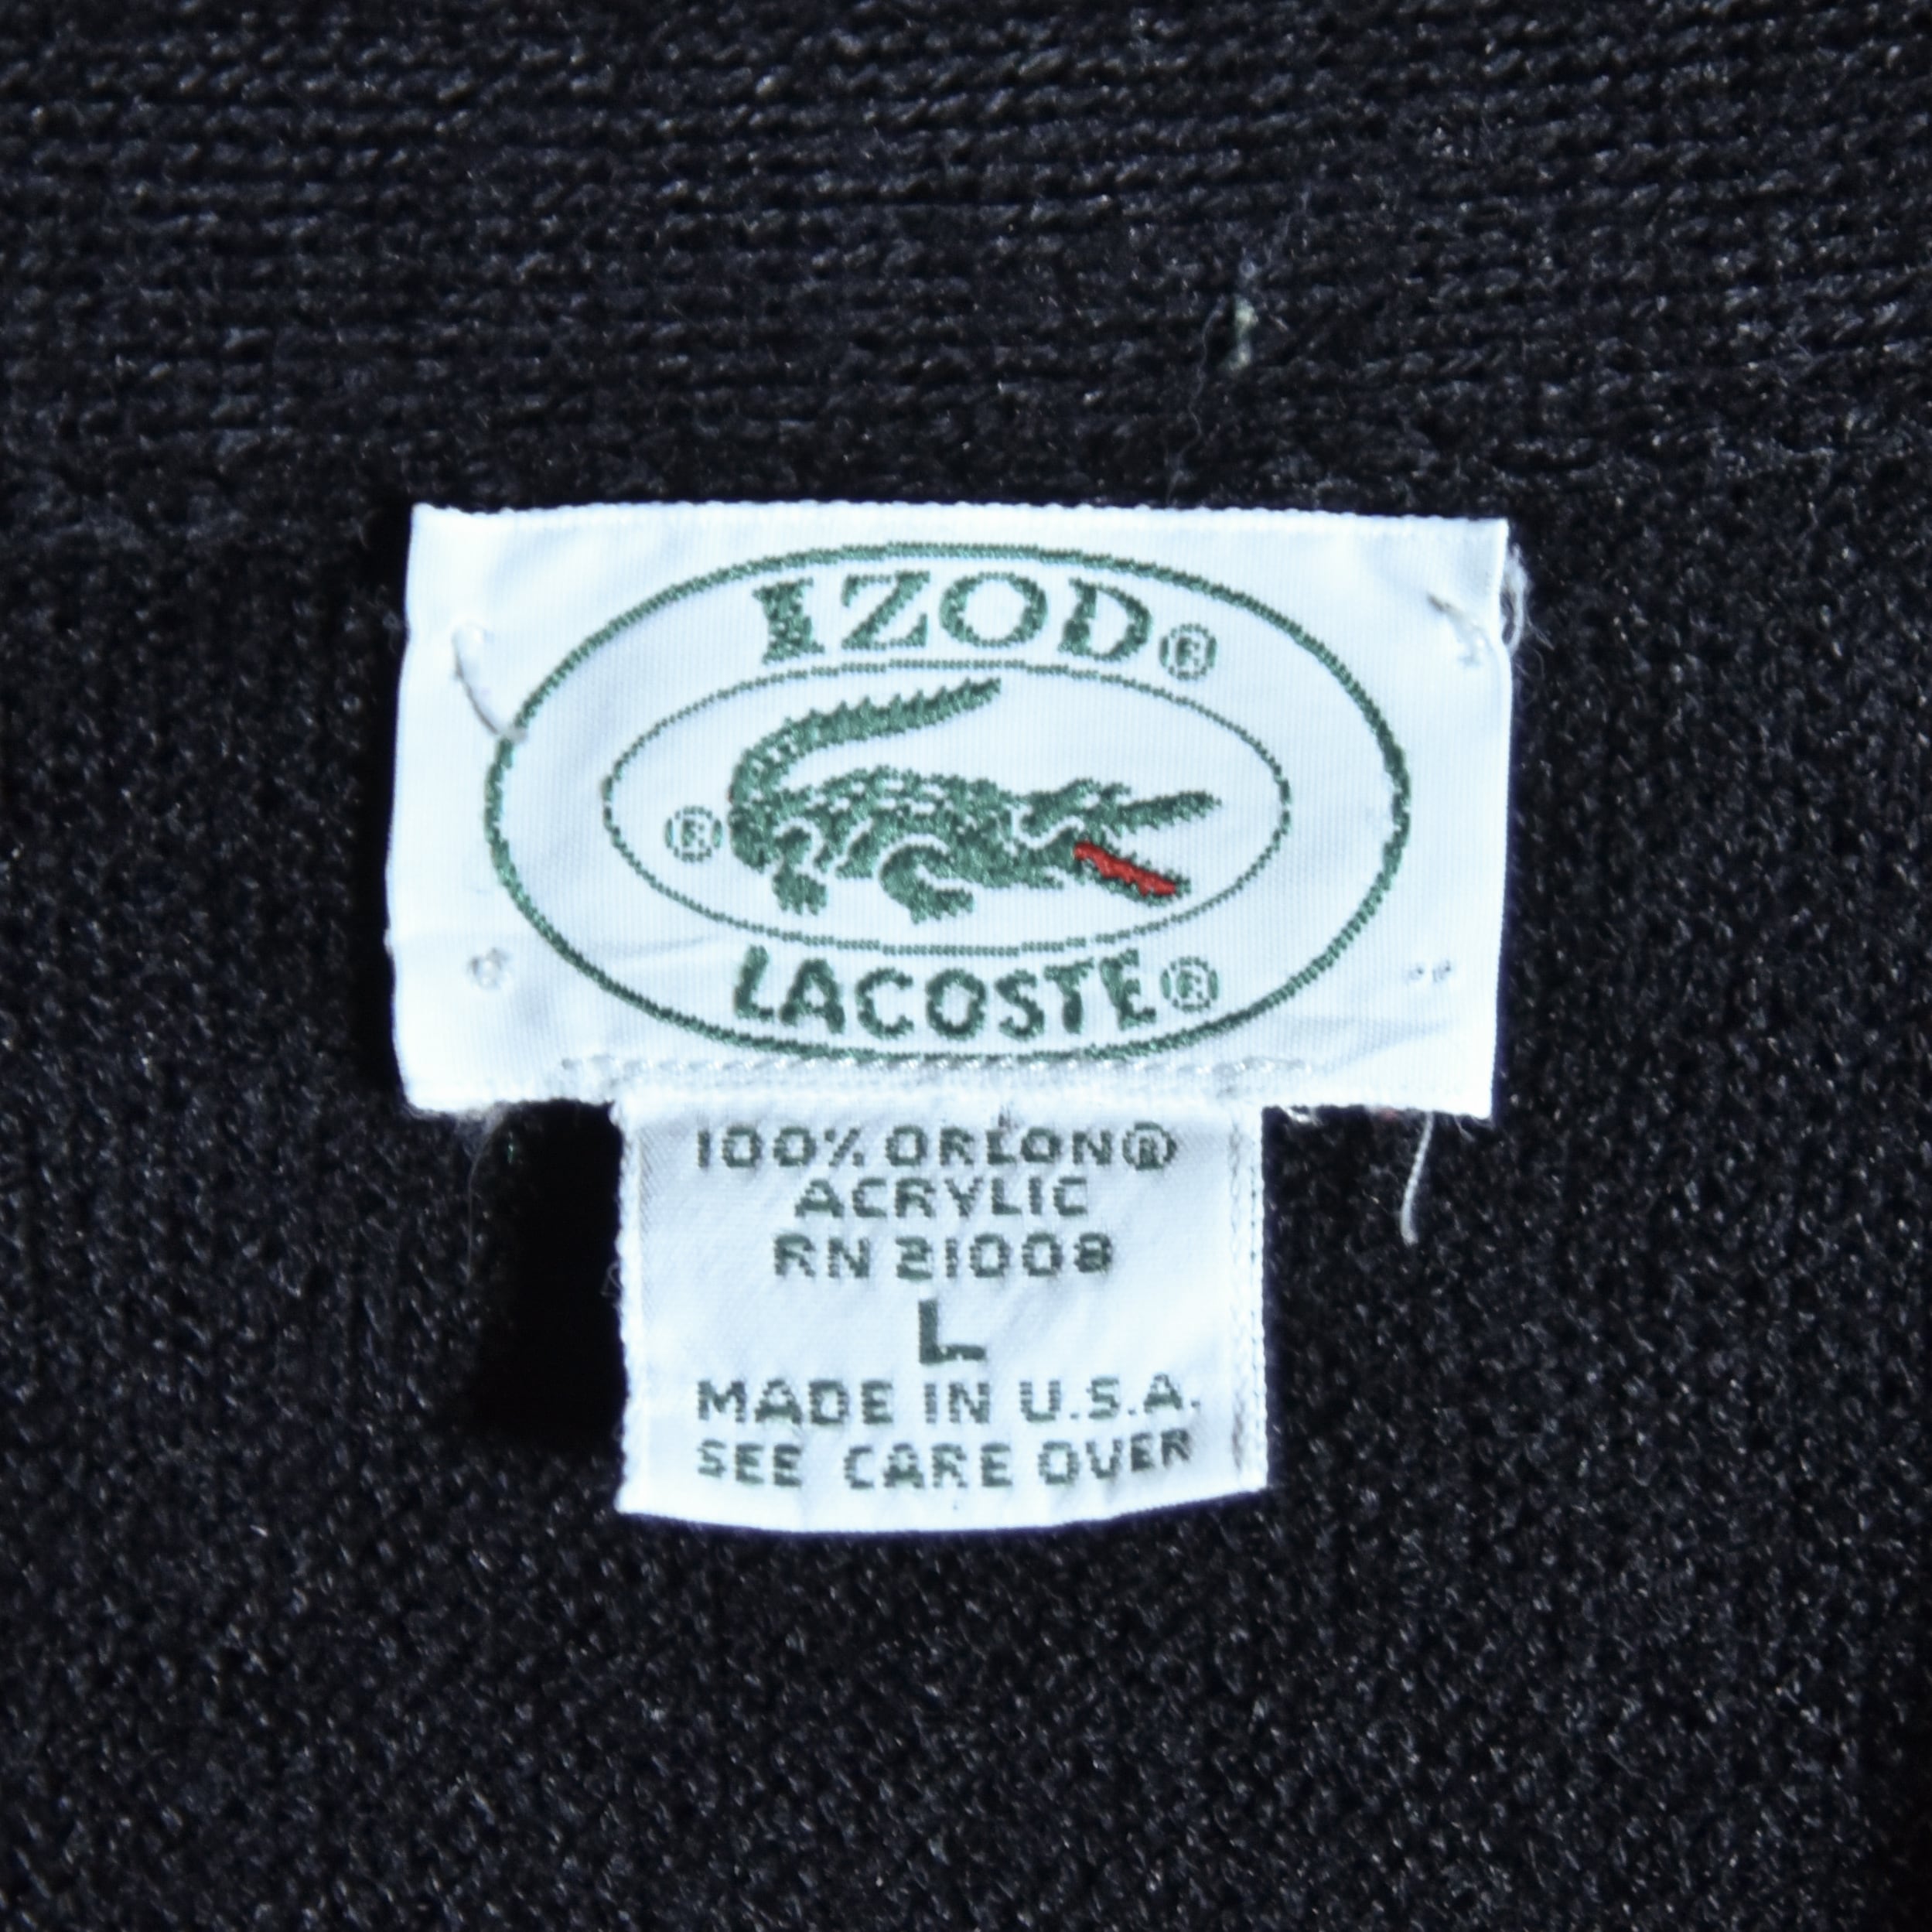 IZOD®
®
LACOSTE®
100% ORLON®
ACRYLIC
RN 21008
L
MADE IN U.S.A.
SEE CARE OVER